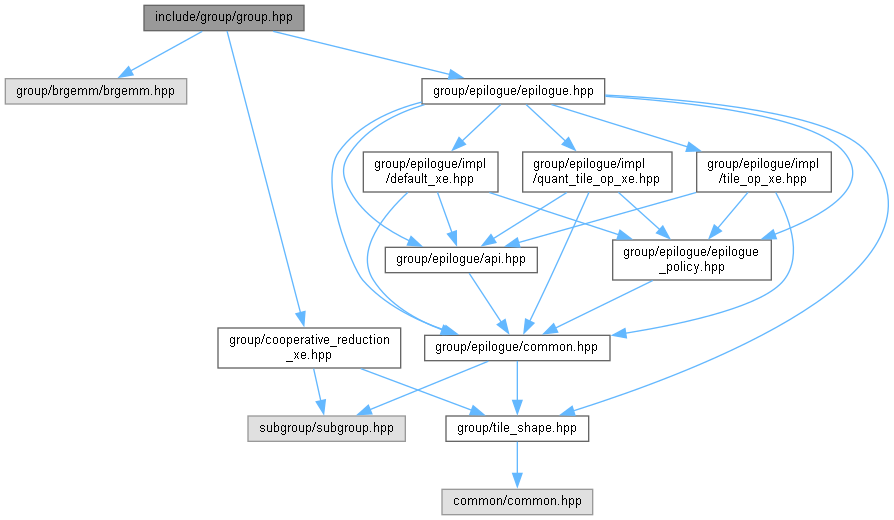 include/group/group.hpp
group/brgemm/brgemm.hpp
group/epilogue/epilogue.hpp
group/epilogue/impl
/default_xe.hpp
group/epilogue/impl
/quant_tile_op_xe.hpp
group/epilogue/impl
/tile_op_xe.hpp
group/epilogue/api.hpp
group/epilogue/epilogue
_policy.hpp
group/cooperative_reduction
_xe.hpp
group/epilogue/common.hpp
subgroup/subgroup.hpp
group/tile_shape.hpp
common/common.hpp